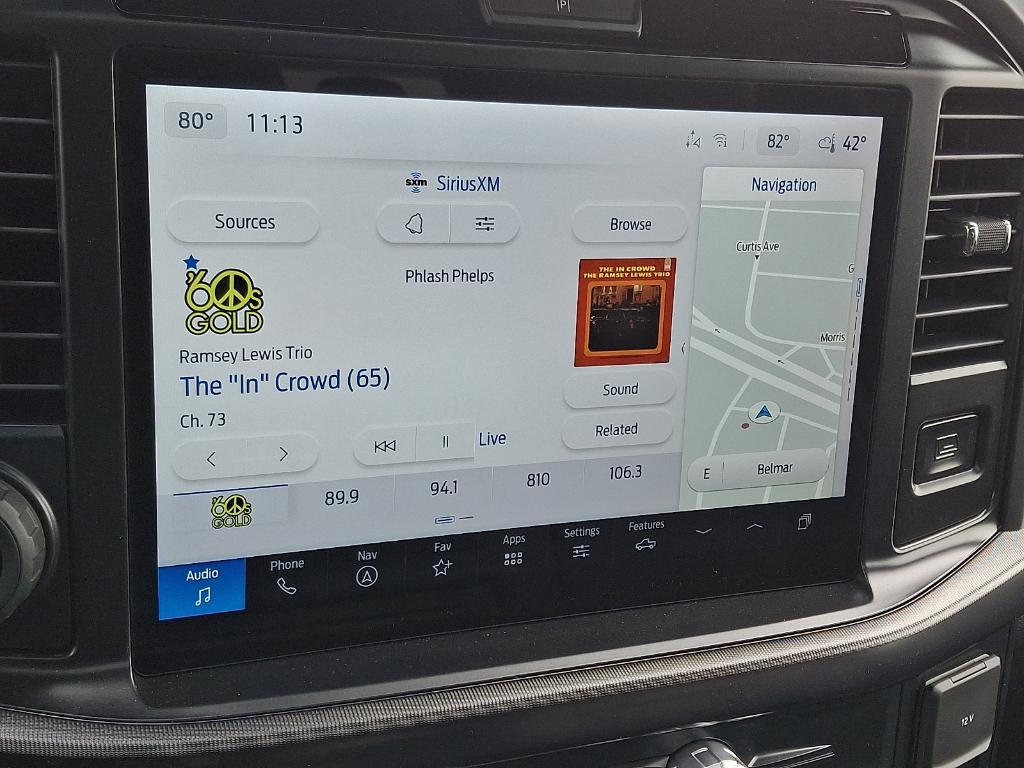 P
80° 11:13
82° 42°
sxm SiriusXM
Navigation
Sources
Browse
Phlash Phelps
'60s
GOLD
THE IN CROWD
THE RAMSEY LEWIS TRIO
Curtis Ave
G
Morris
Ramsey Lewis Trio
The "In" Crowd (65)
Sound
Ch. 73
Related
Live
E Belmar
'60s
GOLD
89.9 94.1 810 106.3
Audio Phone Nav Fav Apps Settings Features
12V